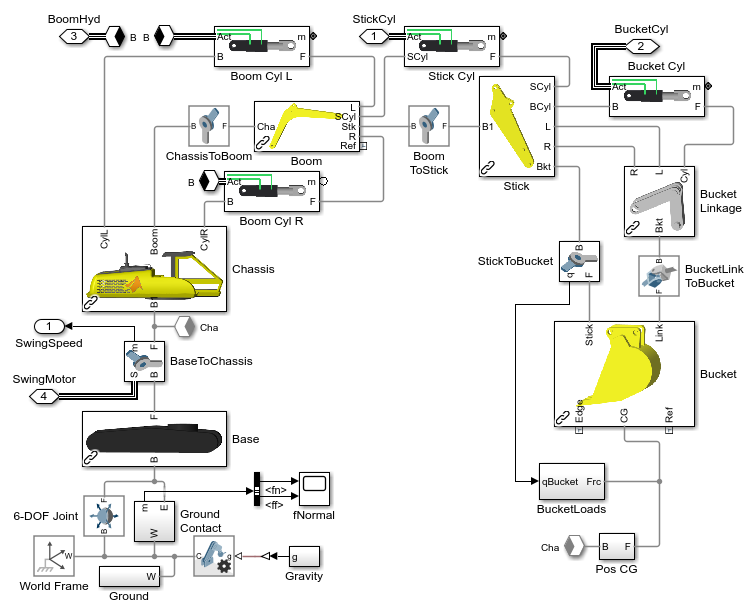 BoomHyd
3
B
B
Act
m
B
F
Boom Cyl L
StickCyl
1
Act
m
SCyl
F
Stick Cyl
BucketCyl
2
Bucket Cyl
Act
m
B
F
B
F
ChassisToBoom
Cha
L
SCyl
Stk
R
Ref
Boom
B
F
Boom
ToStick
B1
SCyl
BCyl
L
R
Bkt
Stick
B
Act
m
B
F
Boom Cyl R
R
L
Cyl
Bkt
Bucket
Linkage
CylL
Boom
CylR
B
Chassis
Cha
B
q
F
StickToBucket
B
F
BucketLink
ToBucket
1
SwingSpeed
m
F
S
B
BaseToChassis
SwingMotor
4
Stick
Link
Edge
CG
Ref
Bucket
F
B
Base
F
B
6-DOF Joint
m
E
W
Ground
Contact
<fn>
<ff>
fNormal
qBucket
Frc
BucketLoads
W
World Frame
W
Ground
C
g
g
Gravity
Cha
B
F
Pos CG